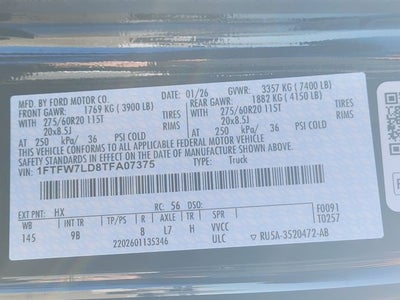 MFD. BY FORD MOTOR CO.
01/26 GVWR: 3357 KG (7400 LB)
FRONT GAWR: 1769 KG (3900 LB) REAR GAWR: 1882 KG (4150 LB)
WITH 275/60R20 115T TIRES WITH 275/60R20 115T TIRES
20x8.5J RIMS 20x8.5J RIMS
AT 250 kPa/ 36 PSI COLD AT 250 kPa/ 36 PSI COLD
THIS VEHICLE CONFORMS TO ALL APPLICABLE FEDERAL MOTOR VEHICLE
SAFETY STANDARDS IN EFFECT ON THE DATE OF MANUFACTURE SHOWN ABOVE.
VIN: 1FTFW7LD8TFA07375 TYPE: Truck
EXT PNT: HX RC: 56 DSO: F0091
WB INT TR TP/PS R AXLE TR SPR T0257
145 9B 8 L7 H VVCC
2202601135346 ULC RU5A-3520472-AB